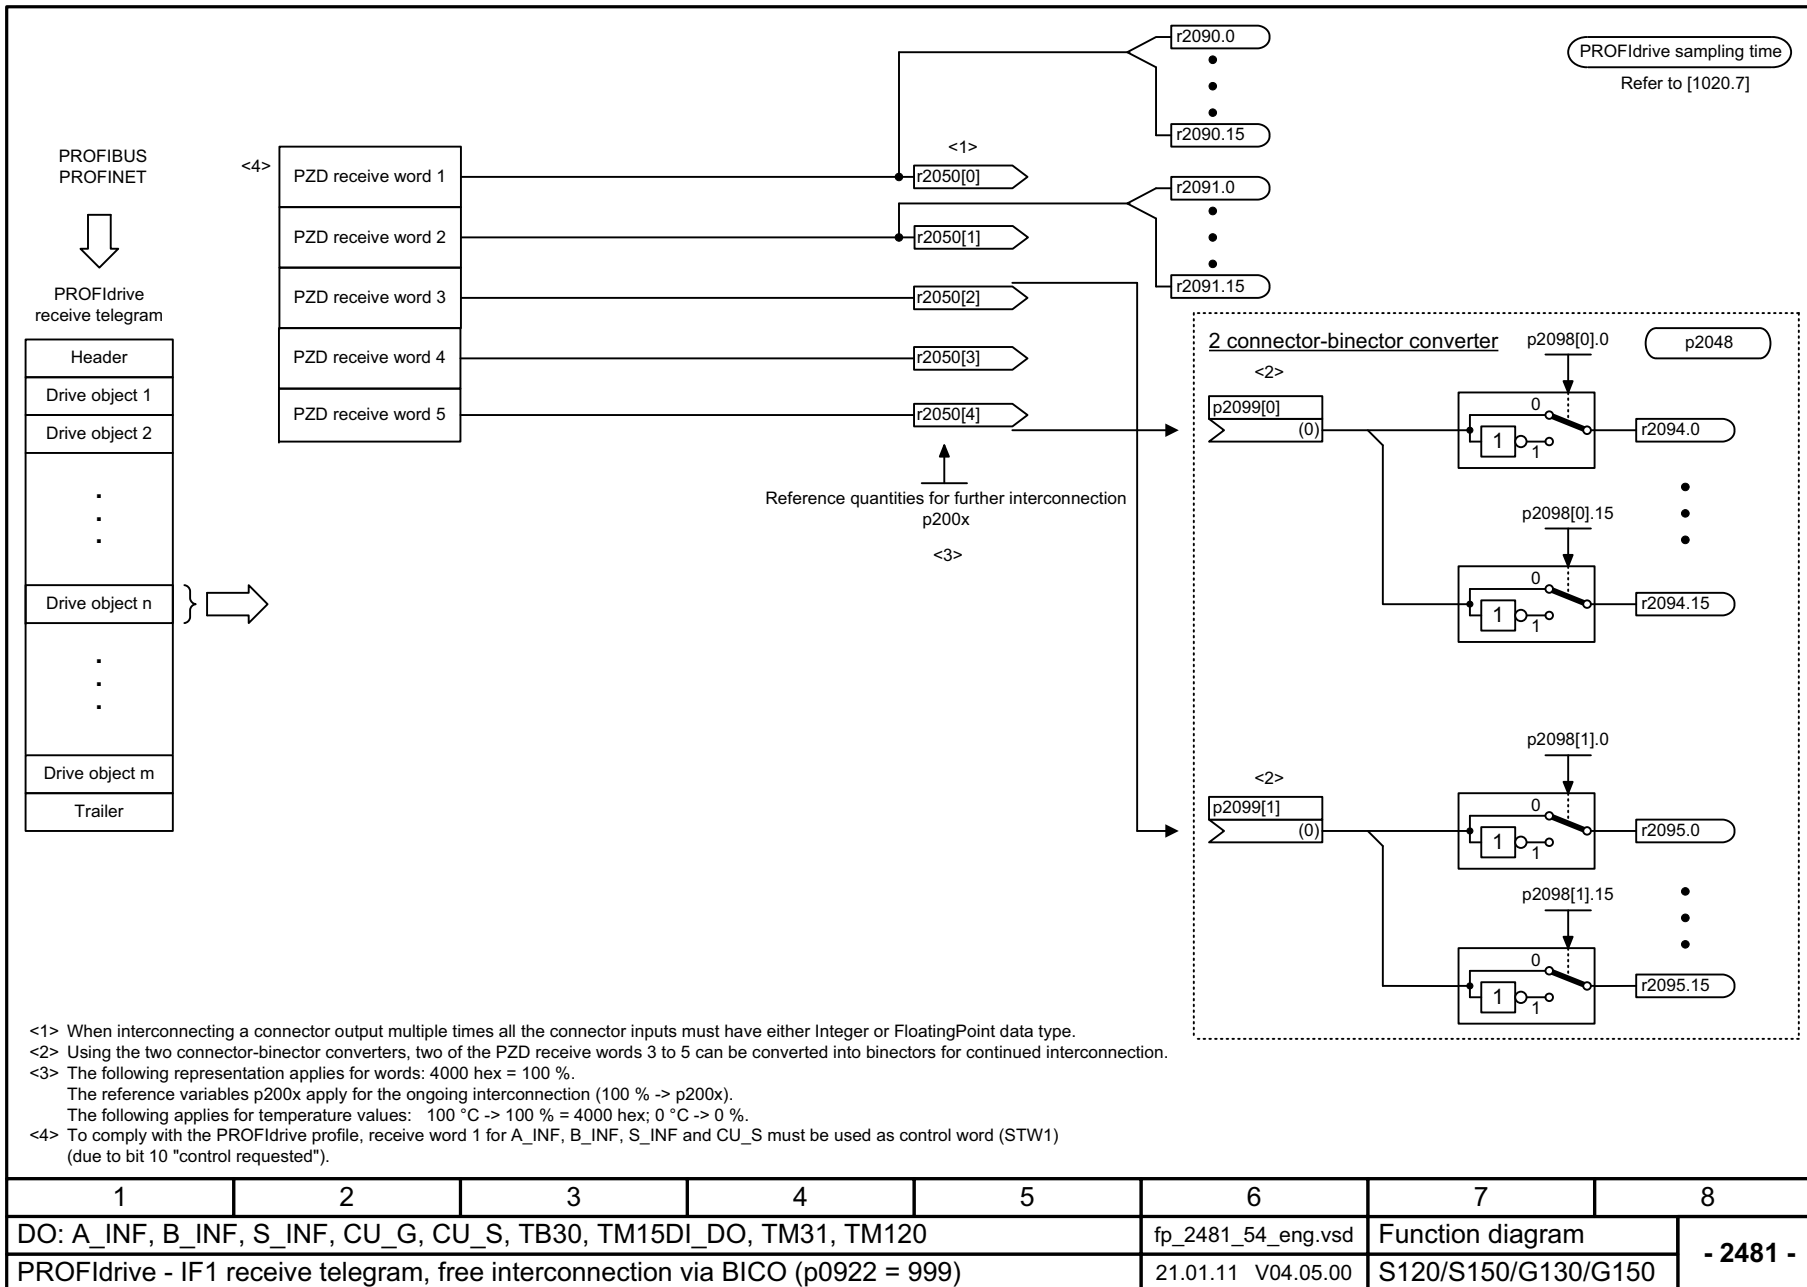 r2090.0
PROFIdrive sampling time
Refer to [1020.7]
r2090.15
PROFIBUS
PROFINET
<4>
PZD receive word 1
<1>
r2050[0]
r2091.0
PZD receive word 2
r2050[1]
r2091.15
PROFIdrive
receive telegram
PZD receive word 3
r2050[2]
Header
PZD receive word 4
r2050[3]
2 connector-binector converter
p2098[0].0
p2048
<2>
Drive object 1
PZD receive word 5
r2050[4]
p2099[0]
(0)
0
1
1
r2094.0
Drive object 2
.
.
.
Reference quantities for further interconnection
p200x
<3>
p2098[0].15
0
1
1
r2094.15
Drive object n
}
.
.
.
p2098[1].0
Drive object m
<2>
Trailer
p2099[1]
(0)
0
1
1
r2095.0
p2098[1].15
0
1
1
r2095.15
<1> When interconnecting a connector output multiple times all the connector inputs must have either Integer or FloatingPoint data type.
<2> Using the two connector-binector converters, two of the PZD receive words 3 to 5 can be converted into binectors for continued interconnection.
<3> The following representation applies for words: 4000 hex = 100 %.
The reference variables p200x apply for the ongoing interconnection (100 % -> p200x).
The following applies for temperature values: 100 °C -> 100 % = 4000 hex; 0 °C -> 0 %.
<4> To comply with the PROFIdrive profile, receive word 1 for A_INF, B_INF, S_INF and CU_S must be used as control word (STW1)
(due to bit 10 "control requested").
1 2 3 4 5 6 7 8
DO: A_INF, B_INF, S_INF, CU_G, CU_S, TB30, TM15DI_DO, TM31, TM120
fp_2481_54_eng.vsd
Function diagram
- 2481 -
PROFIdrive - IF1 receive telegram, free interconnection via BICO (p0922 = 999)
21.01.11 V04.05.00
S120/S150/G130/G150